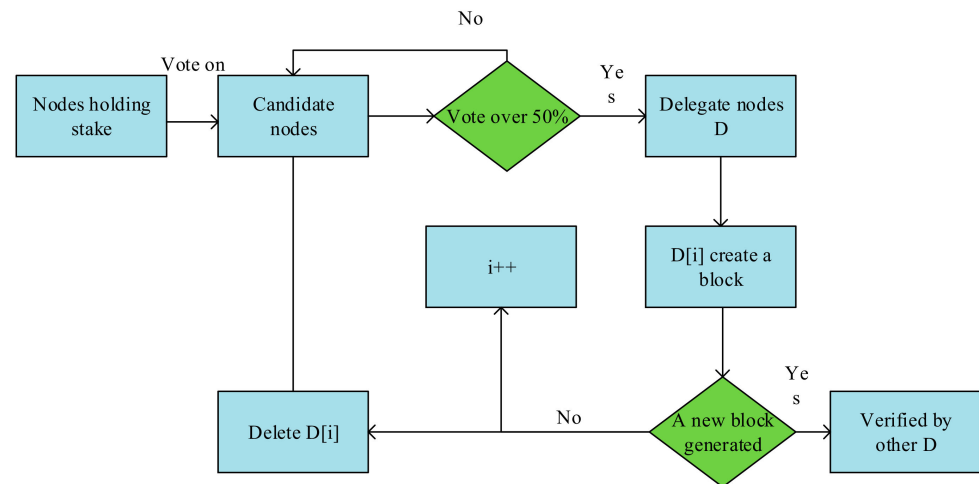 No
Vote on
Nodes holding
stake
Candidate
nodes
Vote over 50%
Ye
s
Delegate nodes
D
i++
D[i] create a
block
Delete D[i]
No
A new block
generated
Ye
s
Verified by
other D